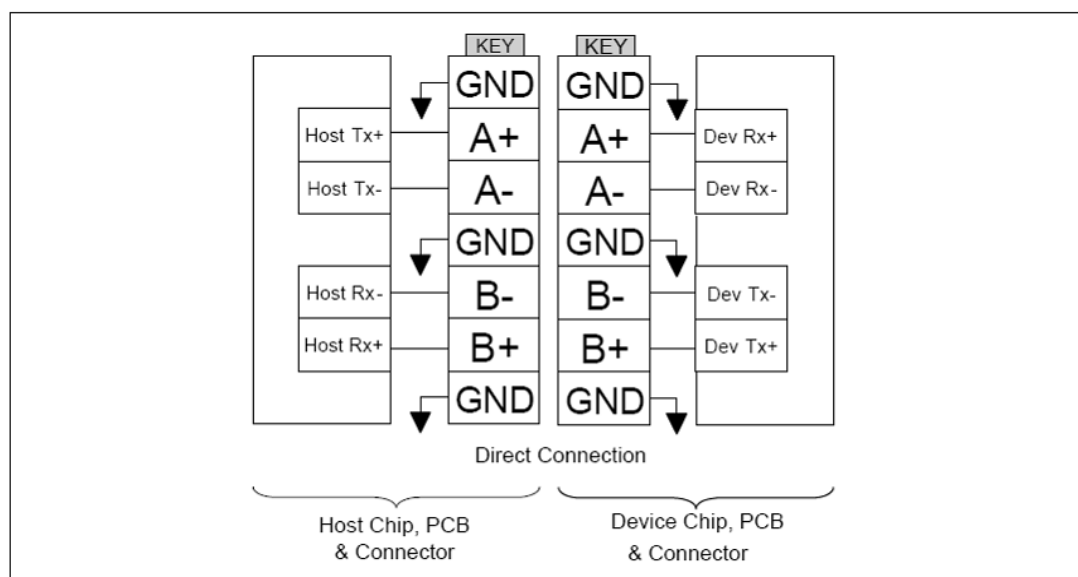 KEY KEY
GND GND
Host Tx+ A+ A+ Dev Rx+
Host Tx- A- A- Dev Rx-
GND GND
Host Rx- B- B- Dev Tx-
Host Rx+ B+ B+ Dev Tx+
GND GND
Direct Connection
Host Chip, PCB
& Connector
Device Chip, PCB
& Connector